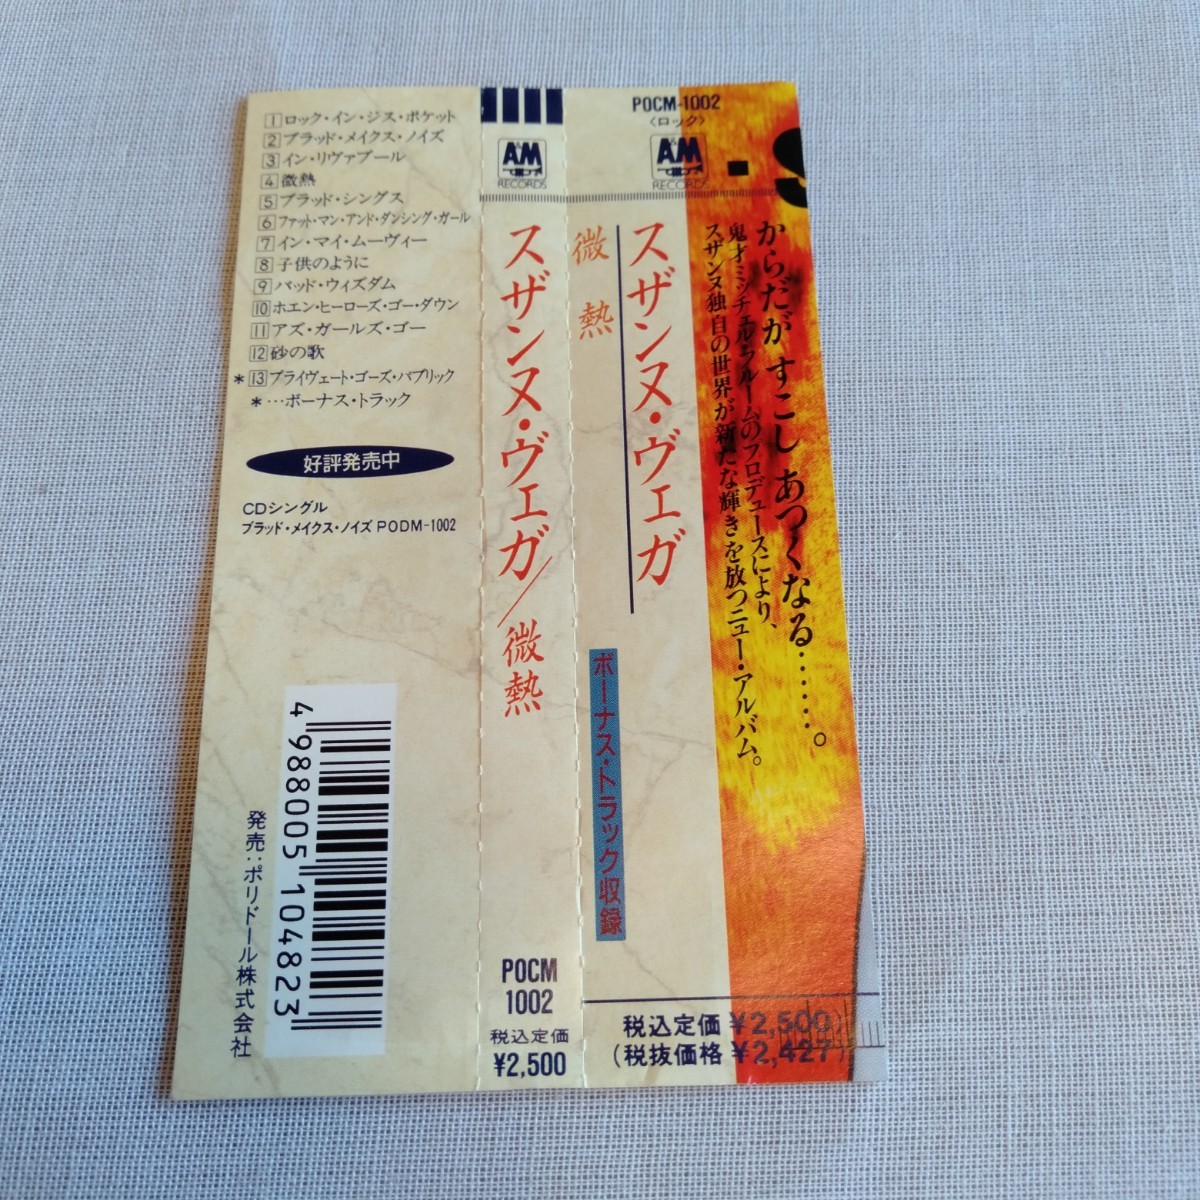 1 ロック・イン・ジス・ポケット
2 ブラッド・メイクス・ノイズ
3 イン・リヴァプール
4 微熱
5 ブラッド・シングス
6 ファット・マン・アンド・ダンシング・ガール
7 イン・マイ・ムーヴィー
8 子供のように
9 バッド・ウィズダム
10 ホエン・ヒーローズ・ゴー・ダウン
11 アズ・ガールズ・ゴー
12 砂の歌
*13 プライヴェート・ゴーズ・パブリック
*…ボーナス・トラック
好評発売中
CDシングル
ブラッド・メイクス・ノイズ PODM-1002
4988005104823
発売:ポリドール株式会社
A&M
RECORDS
スザンヌ・ヴェガ/微熱
POCM
1002
税込定価
¥2,500
POCM-1002
〈ロック〉
A&M
RECORDS
スザンヌ・ヴェガ
微熱
ボーナス・トラック収録
からだが すこし あつくなる……。
鬼才ミッチェル・フルームのプロデュースにより、
スザンヌ独自の世界が新たな輝きを放つニュー・アルバム。
税込定価 ¥2,500
(税抜価格 ¥2,427)